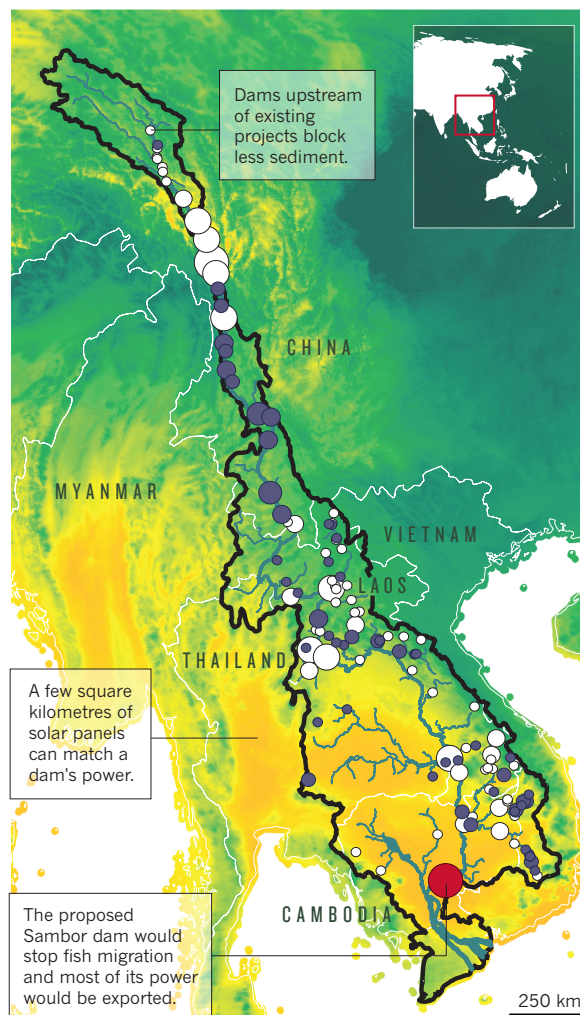 Dams upstream
of existing
projects block
less sediment.
CHINA
MYANMAR
VIETNAM
LAOS
THAILAND
A few square
kilometres of
solar panels
can match a
dam's power.
CAMBODIA
The proposed
Sambor dam would
stop fish migration
and most of its power
would be exported.
250 km